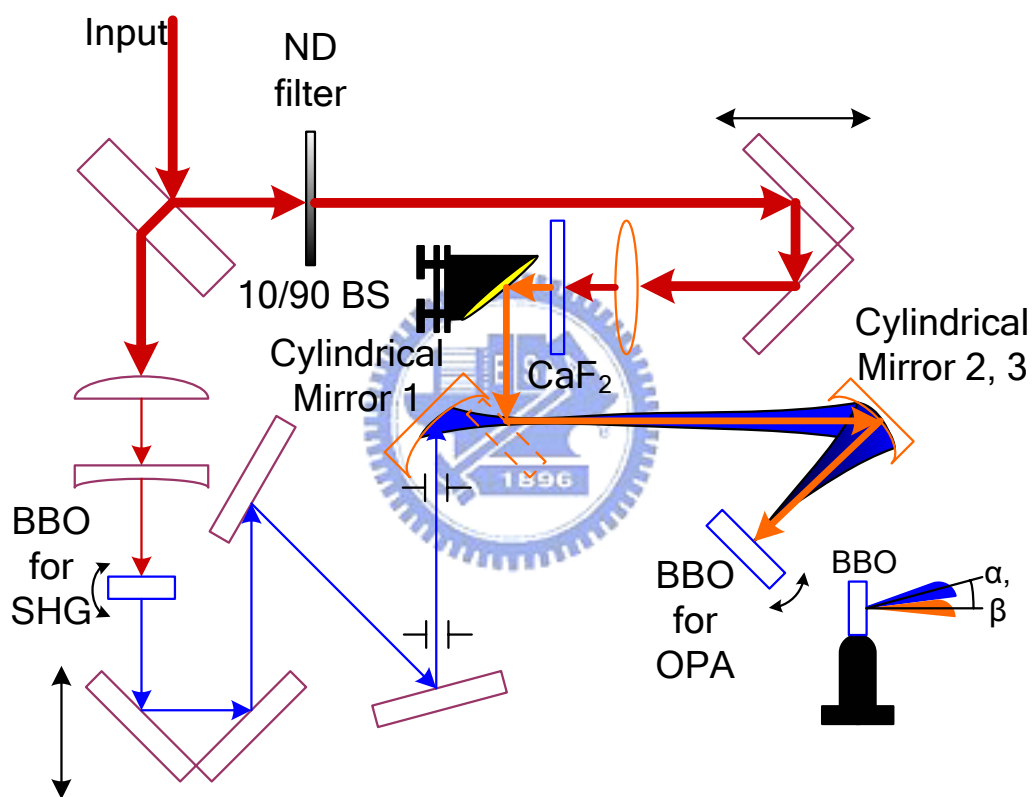 Input
ND
filter
10/90 BS
Cylindrical
Mirror 1
CaF₂
Cylindrical
Mirror 2, 3
1896
BBO
for
SHG
BBO
for
OPA
BBO
α,
β